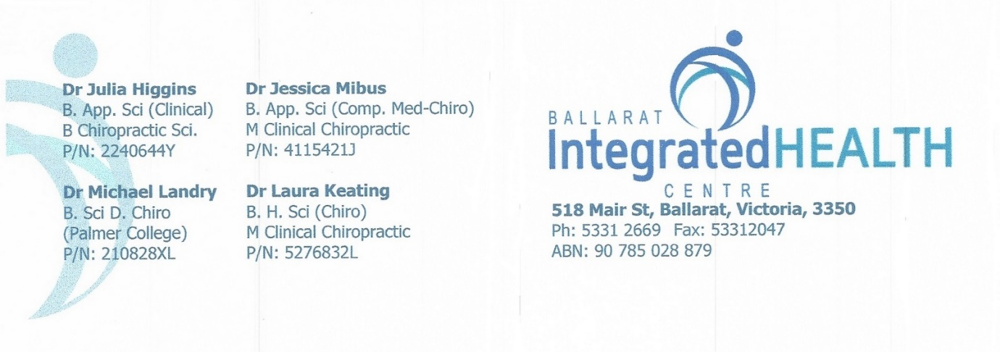 Dr Julia Higgins
B. App. Sci (Clinical)
B Chiropractic Sci.
P/N: 2240644Y
Dr Jessica Mibus
B. App. Sci (Comp. Med-Chiro)
M Clinical Chiropractic
P/N: 4115421J
Dr Michael Landry
B. Sci D. Chiro
(Palmer College)
P/N: 210828XL
Dr Laura Keating
B. H. Sci (Chiro)
M Clinical Chiropractic
P/N: 5276832L
BALLARAT
IntegratedHEALTH
CENTRE
518 Mair St, Ballarat, Victoria, 3350
Ph: 5331 2669 Fax: 53312047
ABN: 90 785 028 879